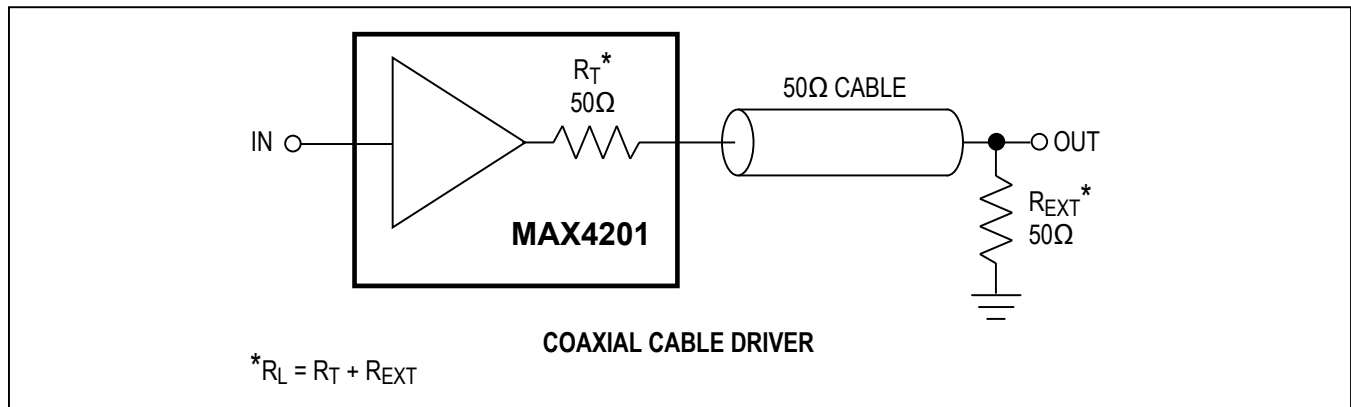 R_T*
50Ω
50Ω CABLE
IN
OUT
R_EXT*
50Ω
MAX4201
COAXIAL CABLE DRIVER
*R_L = R_T + R_EXT